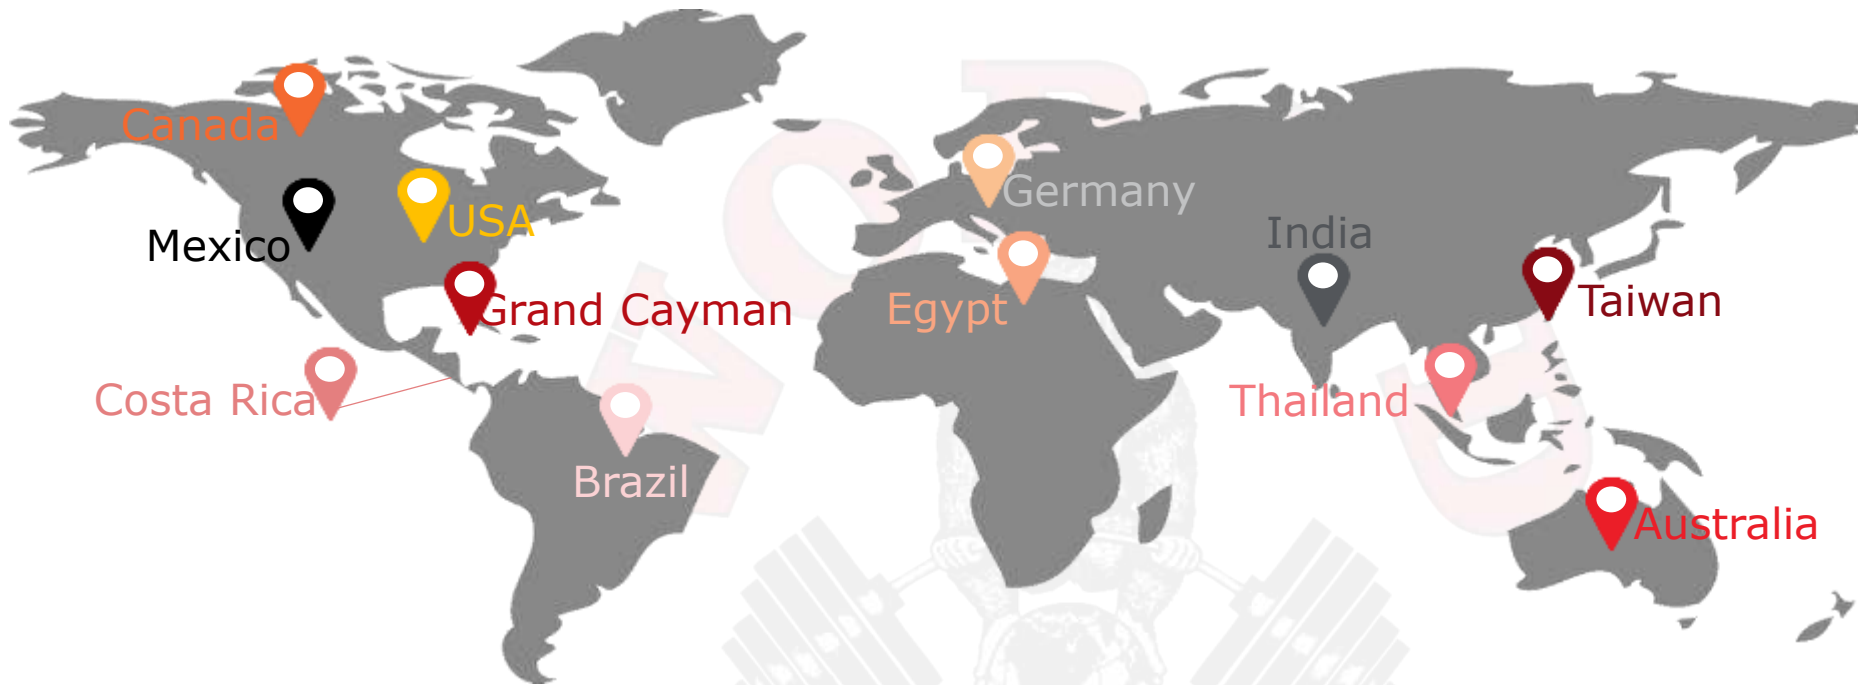 Canada
Germany
Mexico
USA
India
Grand Cayman
Egypt
Taiwan
Costa Rica
Thailand
Brazil
Australia